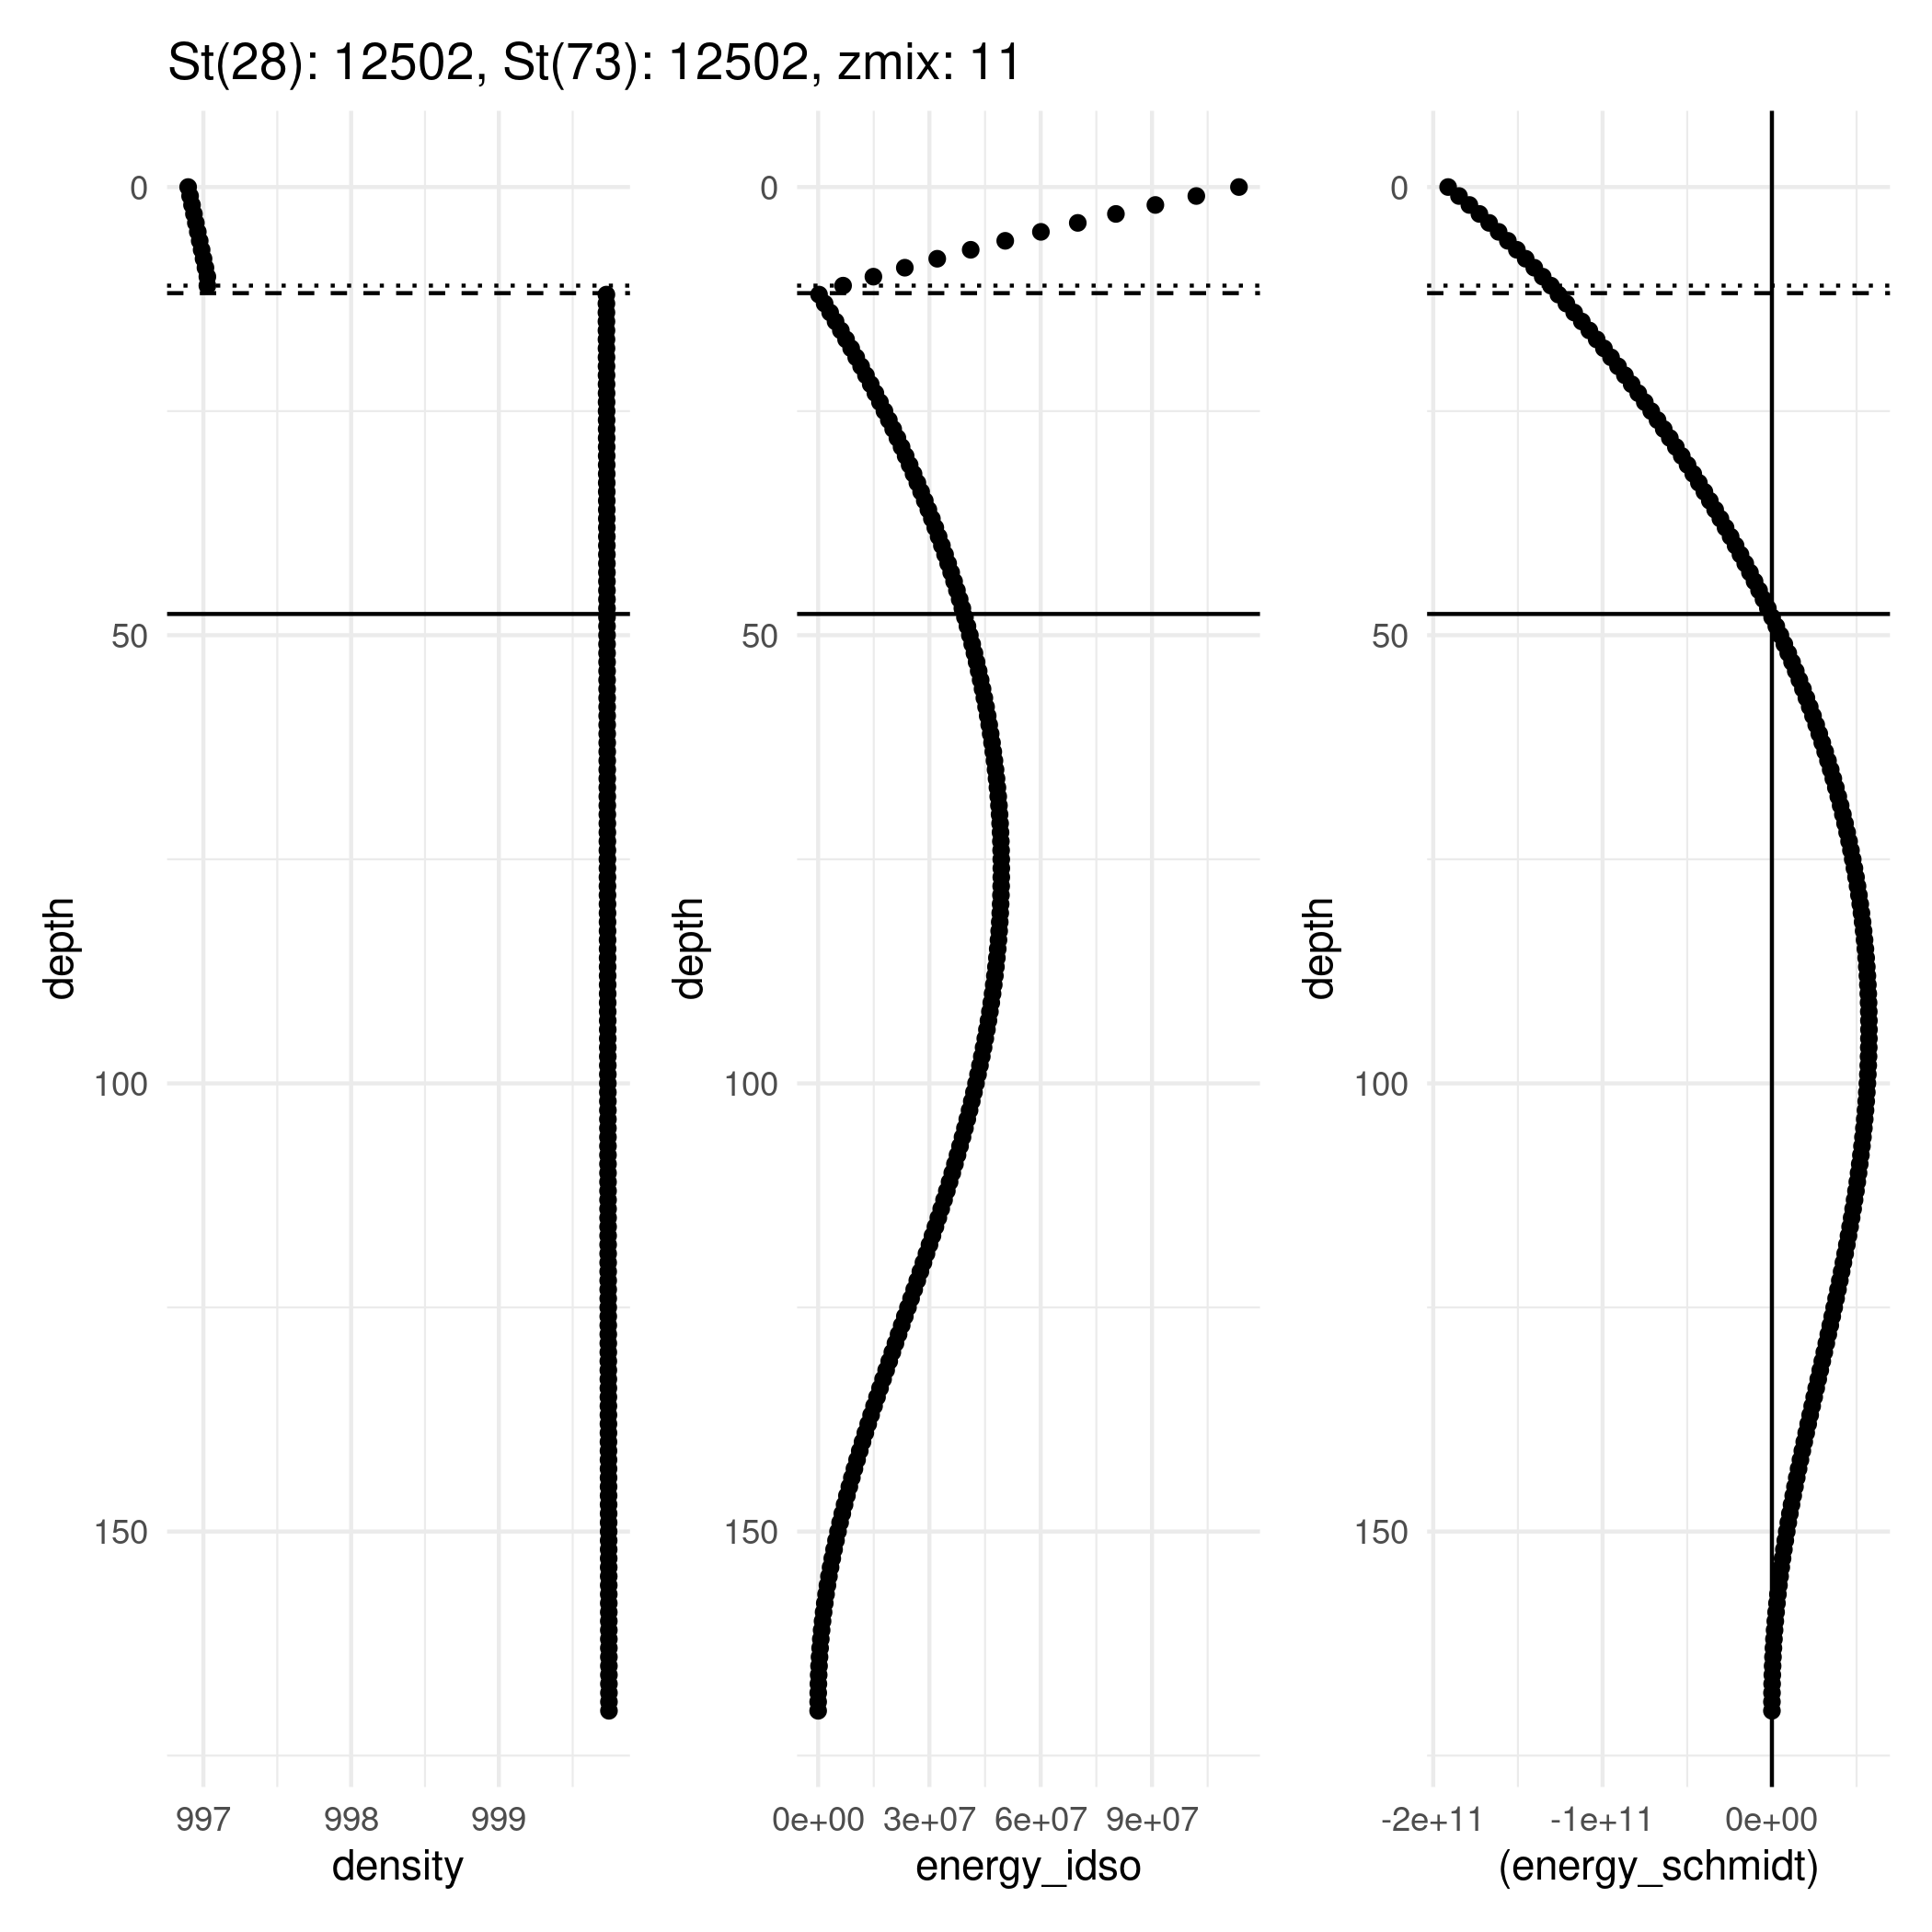 St(28): 12502, St(73): 12502, zmix: 11
depth
0
50
100
150
997 998 999
density
depth
0
50
100
150
0e+00 3e+07 6e+07 9e+07
energy_idso
depth
0
50
100
150
-2e+11 -1e+11 0e+00
(energy_schmidt)